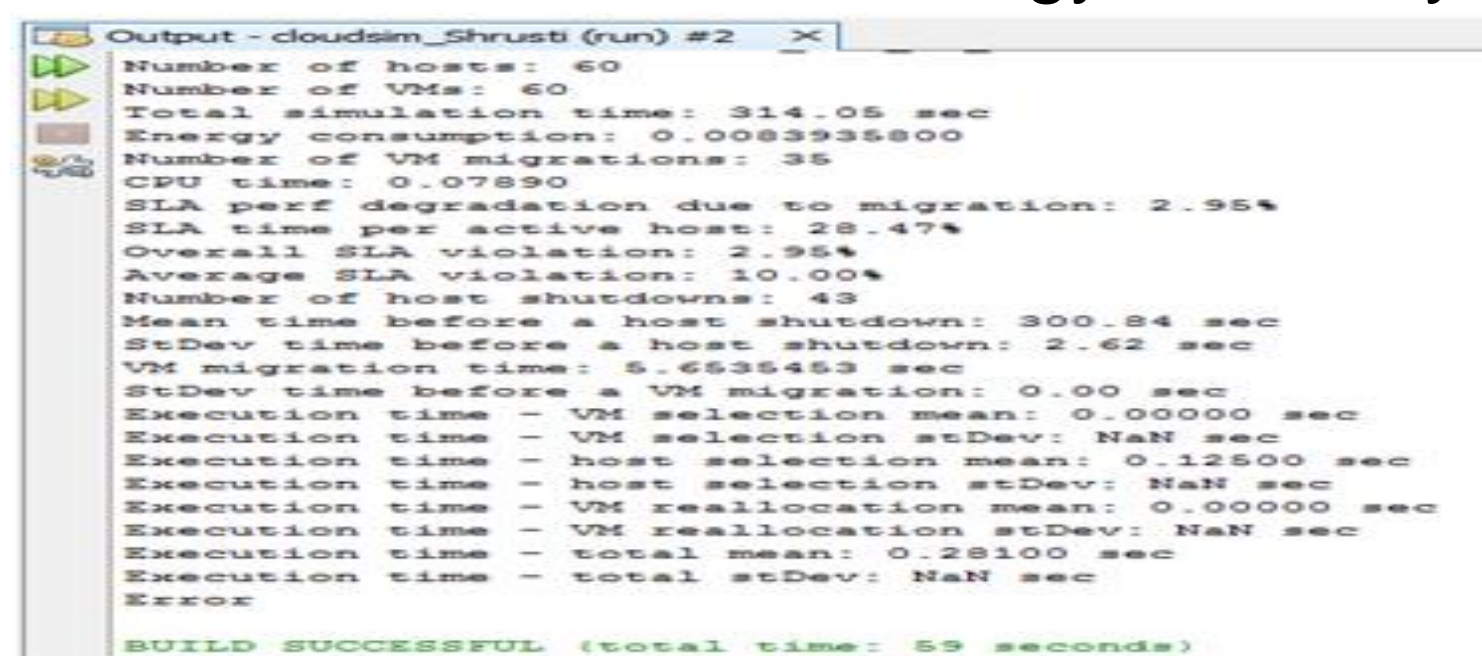 gy
y
Output - cloudsim_Shrusti (run) #2
Number of hosts: 60
Number of VMs: 60
Total simulation time: 314.05 sec
Energy consumption: 0.0083935800
Number of VM migrations: 35
CPU time: 0.07890
SLA perf degradation due to migration: 2.95%
SLA time per active host: 28.47%
Overall SLA violation: 2.95%
Average SLA violation: 10.00%
Number of host shutdowns: 43
Mean time before a host shutdown: 300.84 sec
StDev time before a host shutdown: 2.62 sec
VM migration time: 5.6535453 sec
StDev time before a VM migration: 0.00 sec
Execution time - VM selection mean: 0.00000 sec
Execution time - VM selection stDev: NaN sec
Execution time - host selection mean: 0.12500 sec
Execution time - host selection stDev: NaN sec
Execution time - VM reallocation mean: 0.00000 sec
Execution time - VM reallocation stDev: NaN sec
Execution time - total mean: 0.28100 sec
Execution time - total stDev: NaN sec
Error
BUILD SUCCESSFUL (total time: 59 seconds)